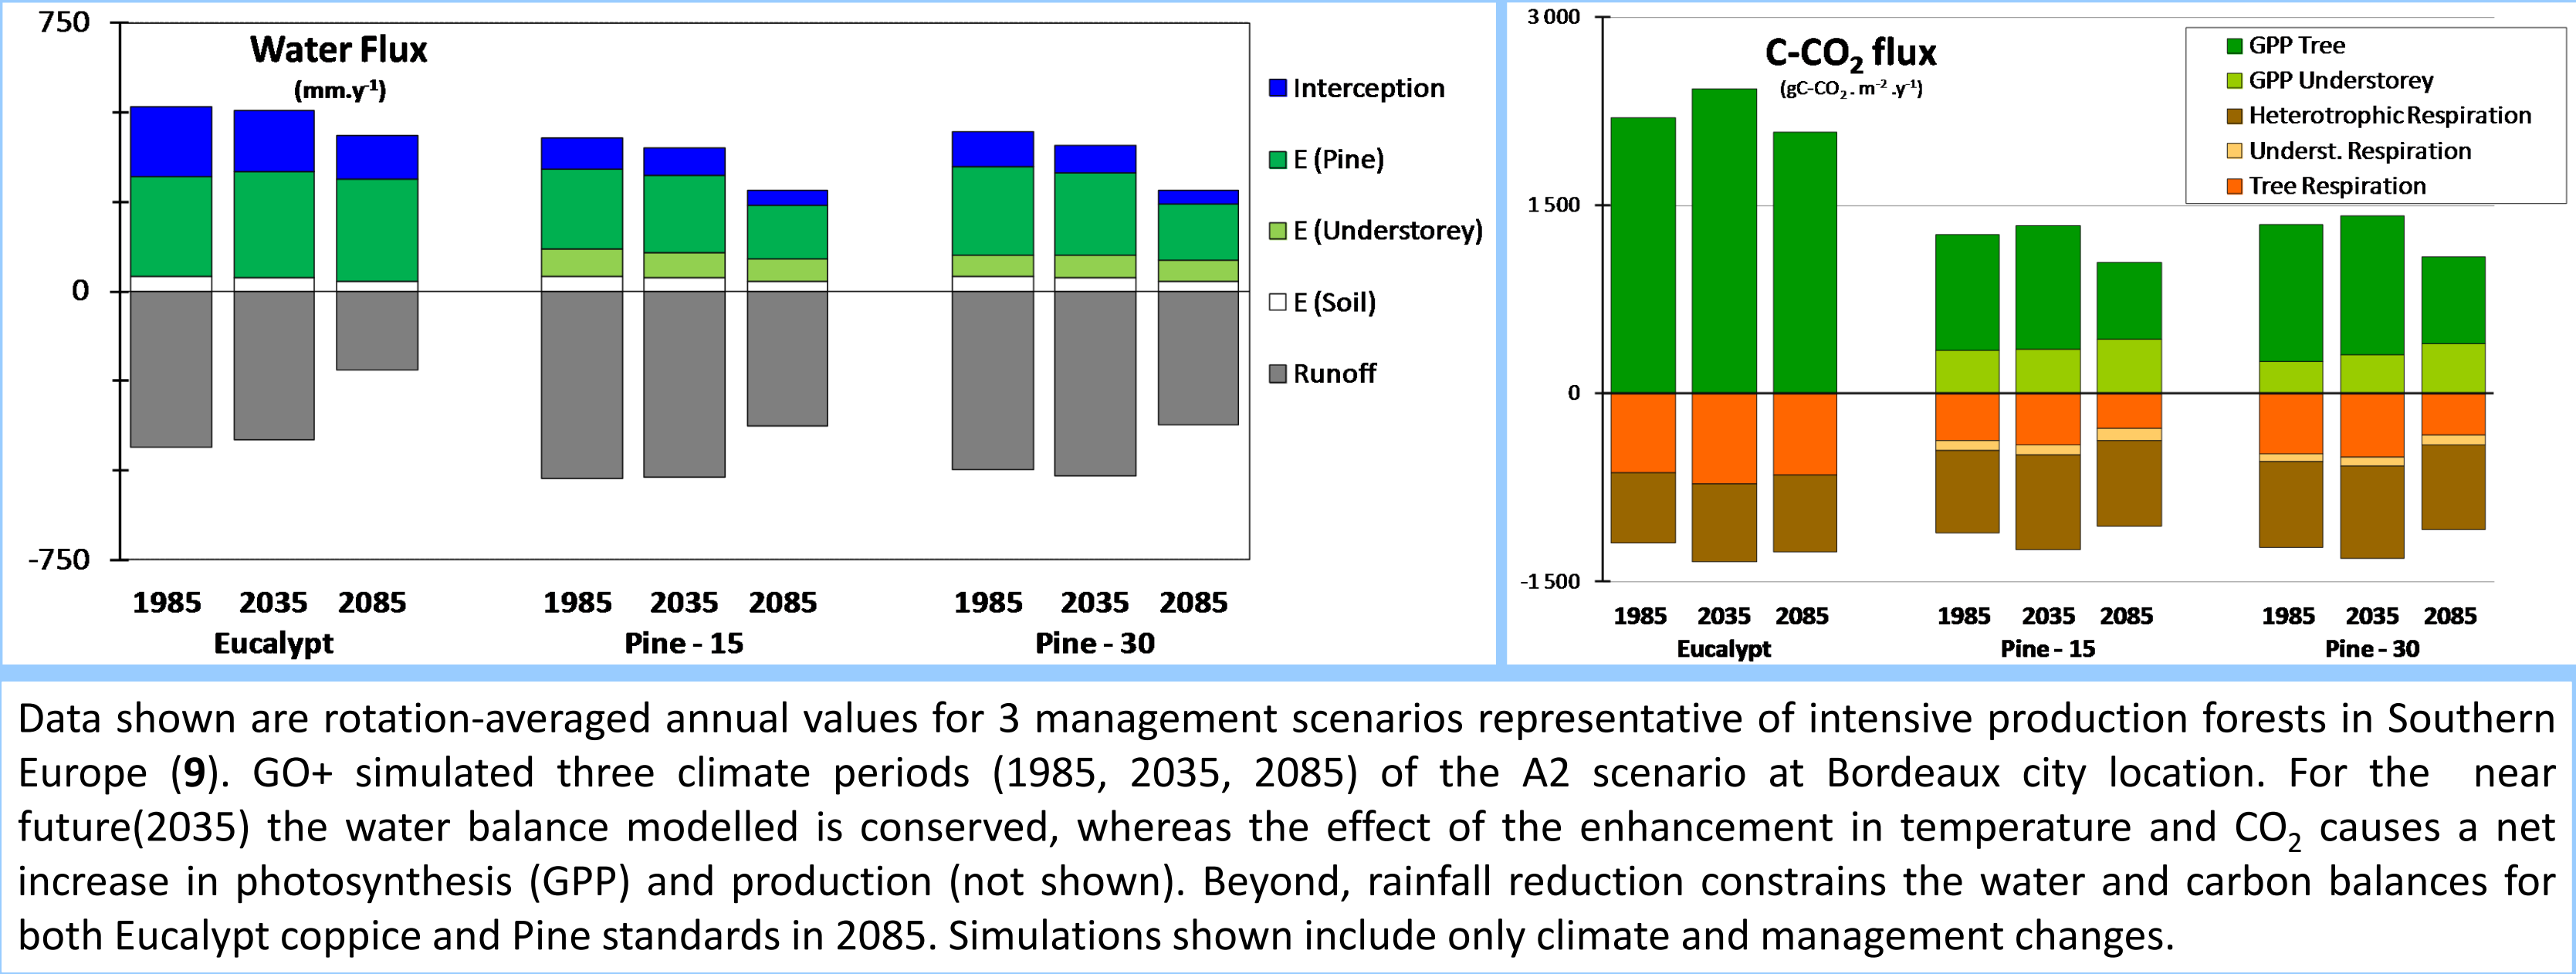 Water Flux
(mm.y-1)
750
0
-750
1985 2035 2085
Eucalypt
1985 2035 2085
Pine - 15
1985 2035 2085
Pine - 30
Interception
E (Pine)
E (Understorey)
E (Soil)
Runoff
C-CO2 flux
(gC-CO2. m-2 .y-1)
3 000
1 500
0
-1 500
GPP Tree
GPP Understorey
Heterotrophic Respiration
Underst. Respiration
Tree Respiration
1985 2035 2085
Eucalypt
1985 2035 2085
Pine - 15
1985 2035 2085
Pine - 30
Data shown are rotation-averaged annual values for 3 management scenarios representative of intensive production forests in Southern
Europe (9). GO+ simulated three climate periods (1985, 2035, 2085) of the A2 scenario at Bordeaux city location. For the near
future(2035) the water balance modelled is conserved, whereas the effect of the enhancement in temperature and CO2 causes a net
increase in photosynthesis (GPP) and production (not shown). Beyond, rainfall reduction constrains the water and carbon balances for
both Eucalypt coppice and Pine standards in 2085. Simulations shown include only climate and management changes.